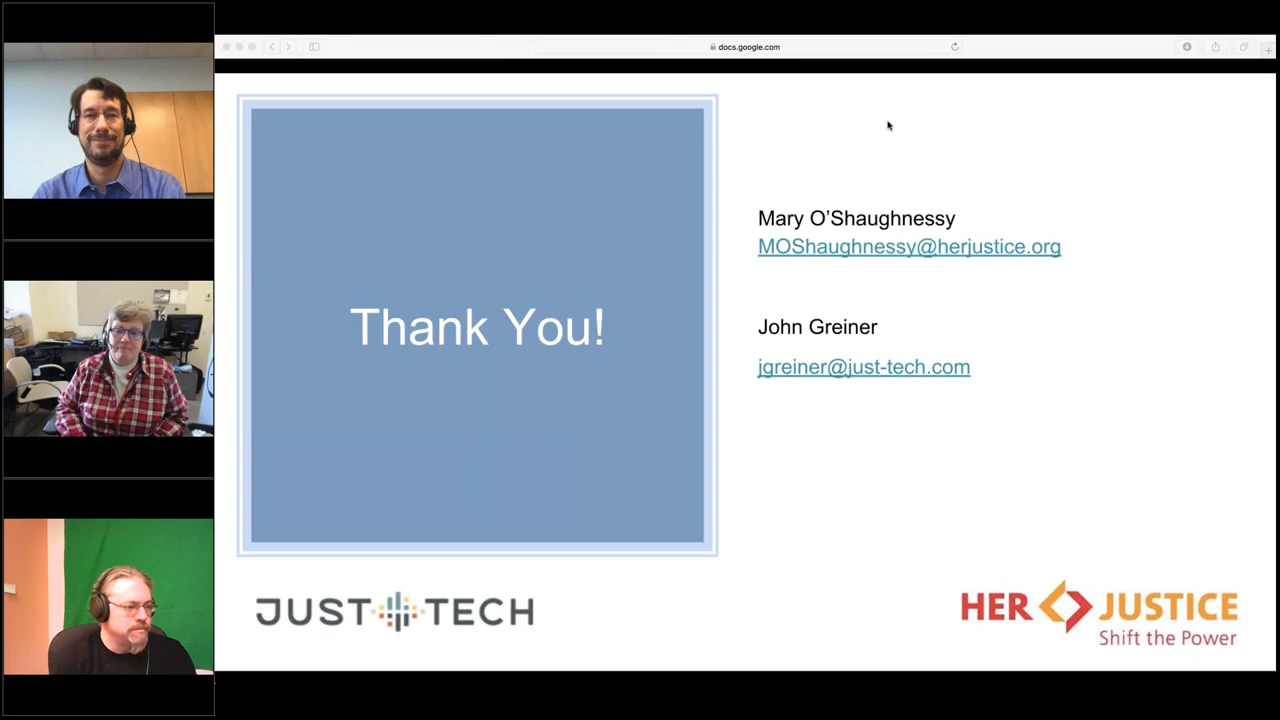 docs.google.com
Thank You!
Mary O’Shaughnessy
MOShaughnessy@herjustice.org
John Greiner
jgreiner@just-tech.com
JUST TECH
HER JUSTICE
Shift the Power